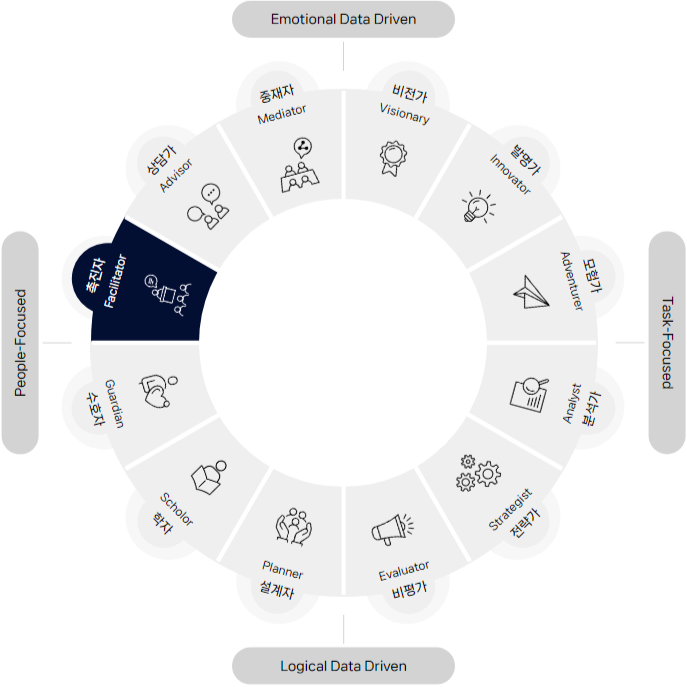 Emotional Data Driven
중재자
Mediator
비전가
Visionary
상담가
Advisor
발명가
Innovator
촉진자
Facilitator
모험가
Adventurer
People-Focused
Task-Focused
Guardian
수호자
Analyst
분석가
Scholor
학자
Strategist
전략가
Planner
설계자
Evaluator
비평가
Logical Data Driven